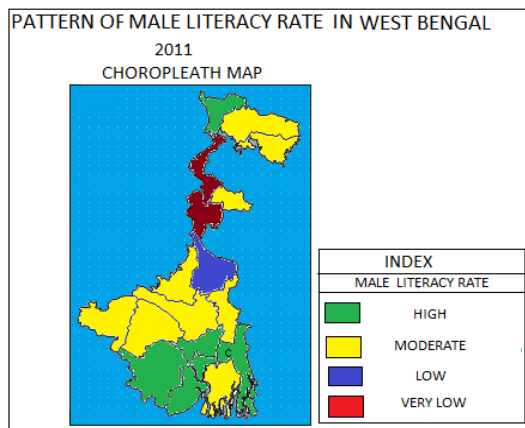 PATTERN OF MALE LITERACY RATE IN WEST BENGAL
2011
CHOROPLEATH MAP
C
INDEX
MALE LITERACY RATE
HIGH
MODERATE
LOW
VERY LOW